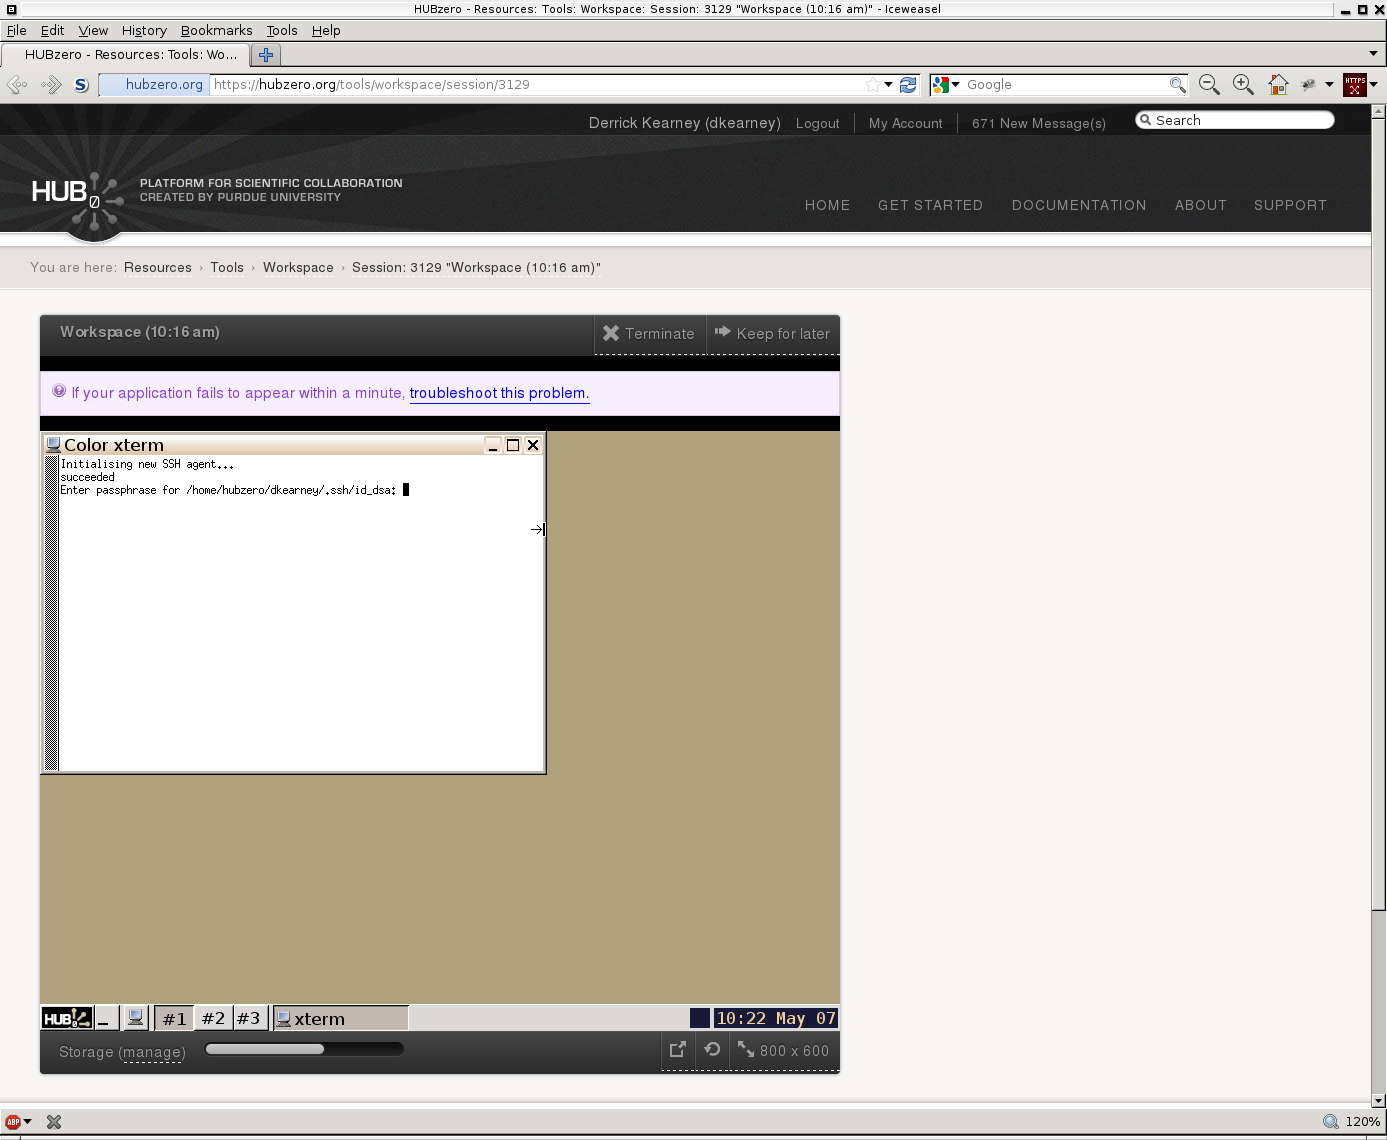 HUBzero - Resources: Tools: Workspace: Session: 3129 "Workspace (10:16 am)" - Iceweasel
File Edit View History Bookmarks Tools Help
HUBzero - Resources: Tools: Wo...
hubzero.org https://hubzero.org/tools/workspace/session/3129 Google HTTPS
Derrick Kearney (dkearney) Logout My Account 671 New Message(s) Search
HUB0
PLATFORM FOR SCIENTIFIC COLLABORATION
CREATED BY PURDUE UNIVERSITY
HOME GET STARTED DOCUMENTATION ABOUT SUPPORT
You are here: Resources › Tools › Workspace › Session: 3129 "Workspace (10:16 am)"
Workspace (10:16 am) Terminate Keep for later
If your application fails to appear within a minute, troubleshoot this problem.
Color xterm
Initialising new SSH agent...
succeeded
Enter passphrase for /home/hubzero/dkearney/.ssh/id_dsa:
HUB #1 #2 #3 xterm 10:22 May 07
Storage (manage) 800 x 600
ABP 120%